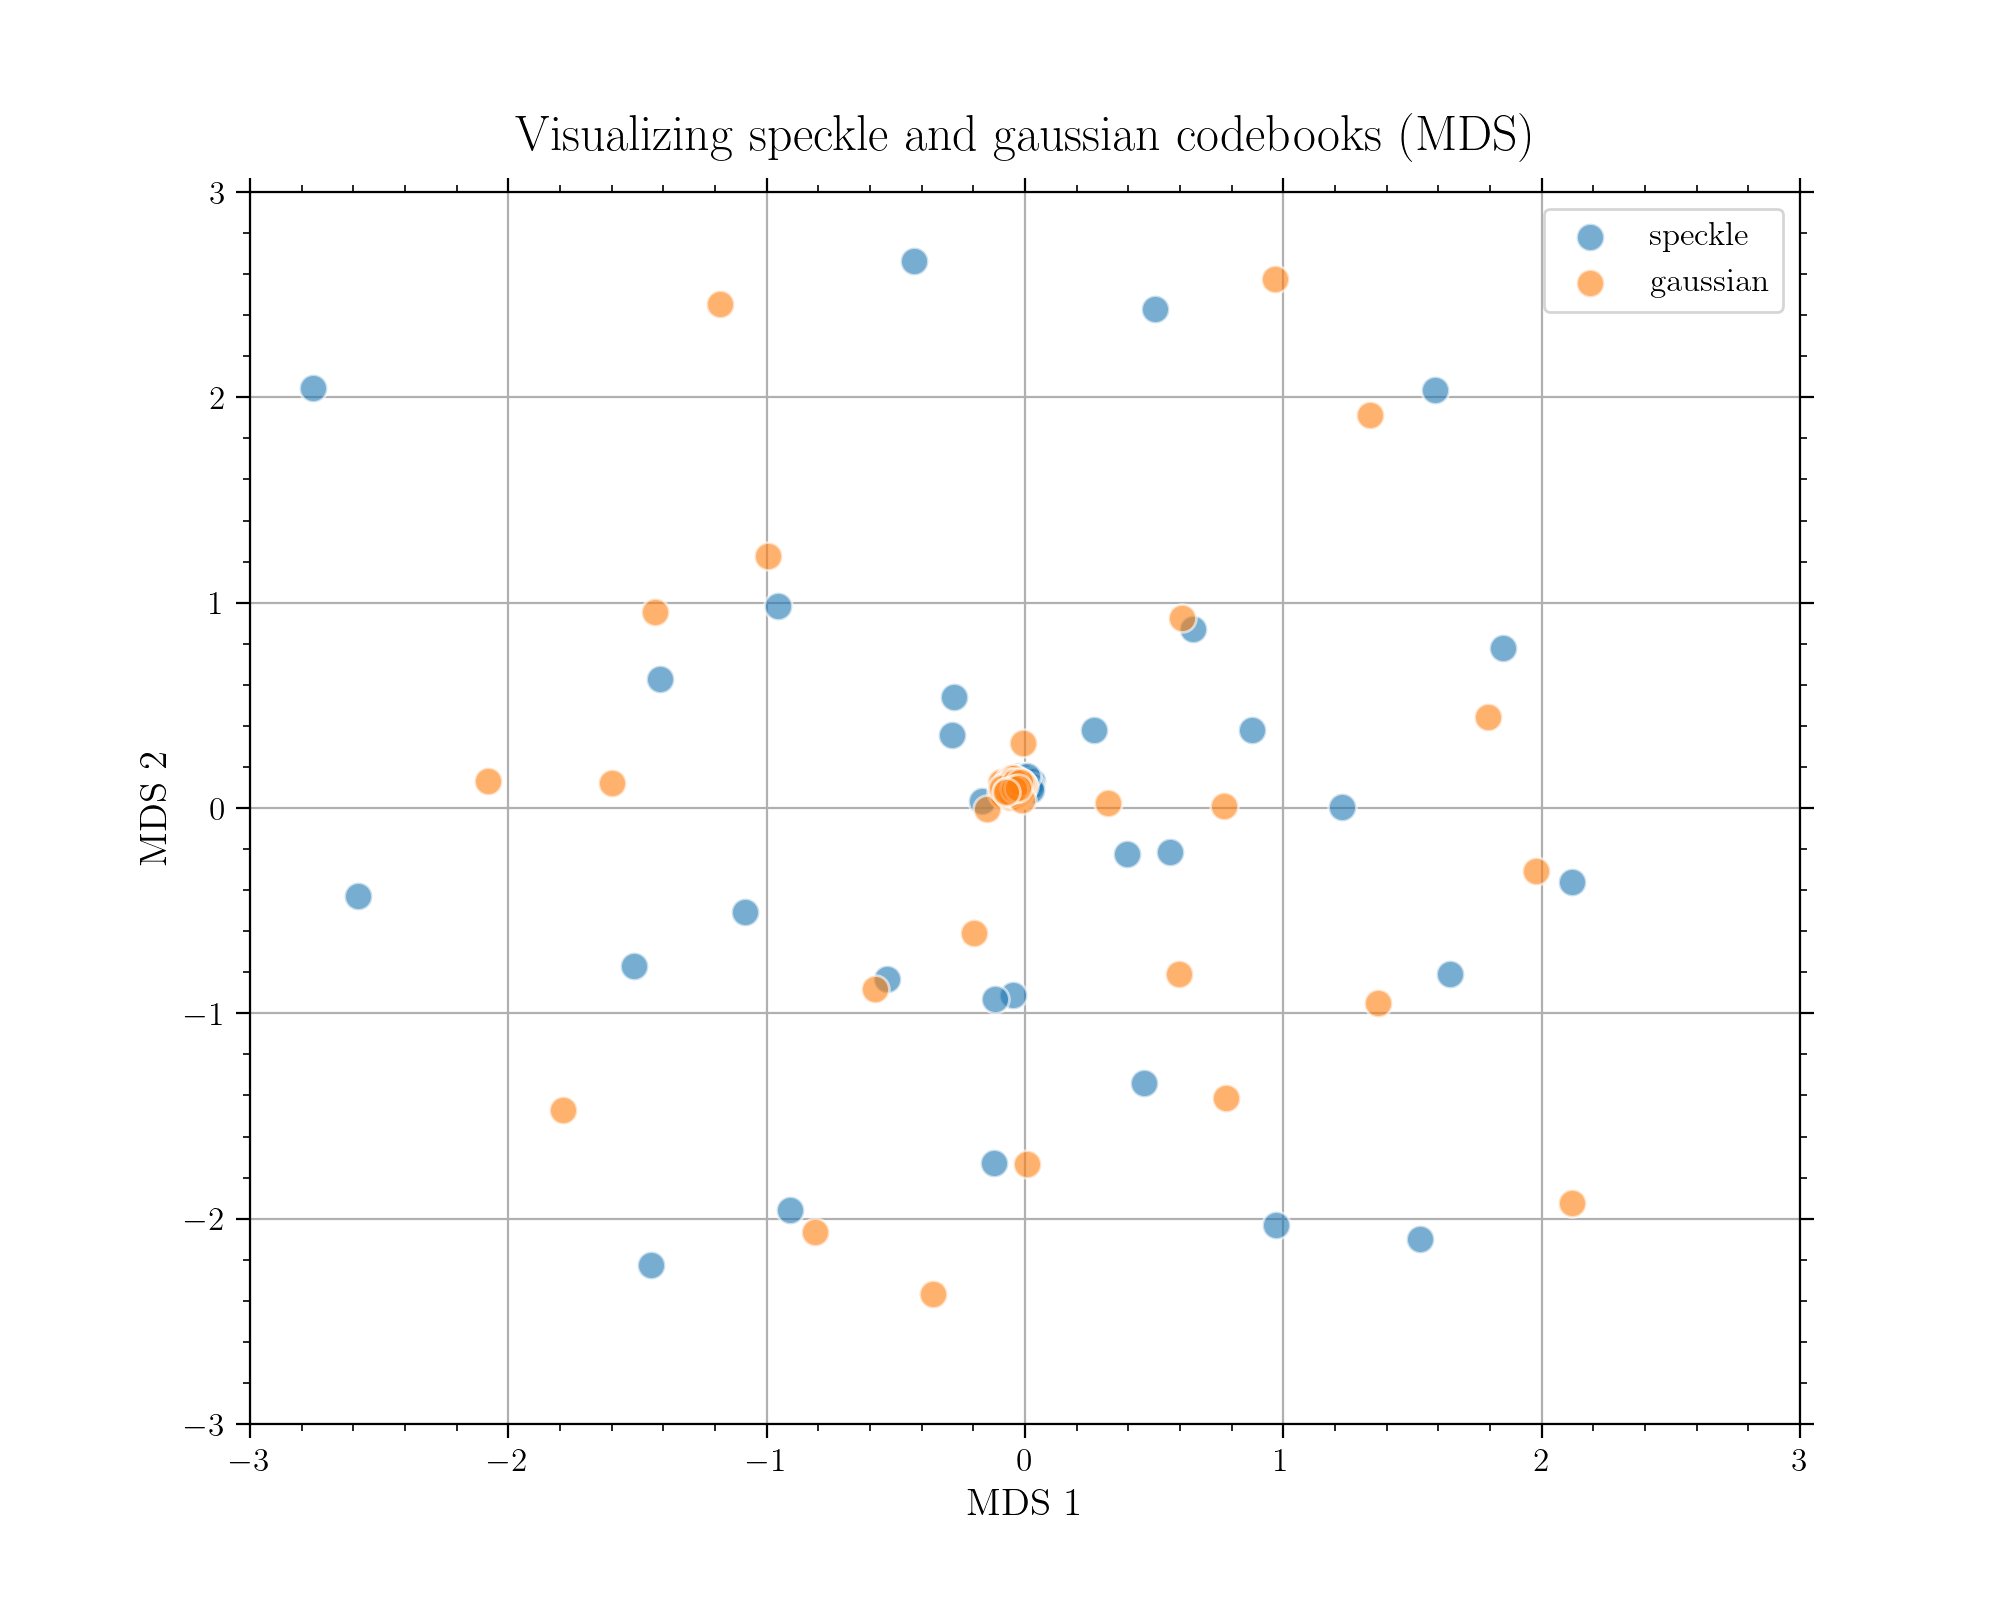 Visualizing speckle and gaussian codebooks (MDS)
speckle
gaussian
MDS 2
3
2
1
0
−1
−2
−3
−3
−2
−1
0
1
2
3
MDS 1